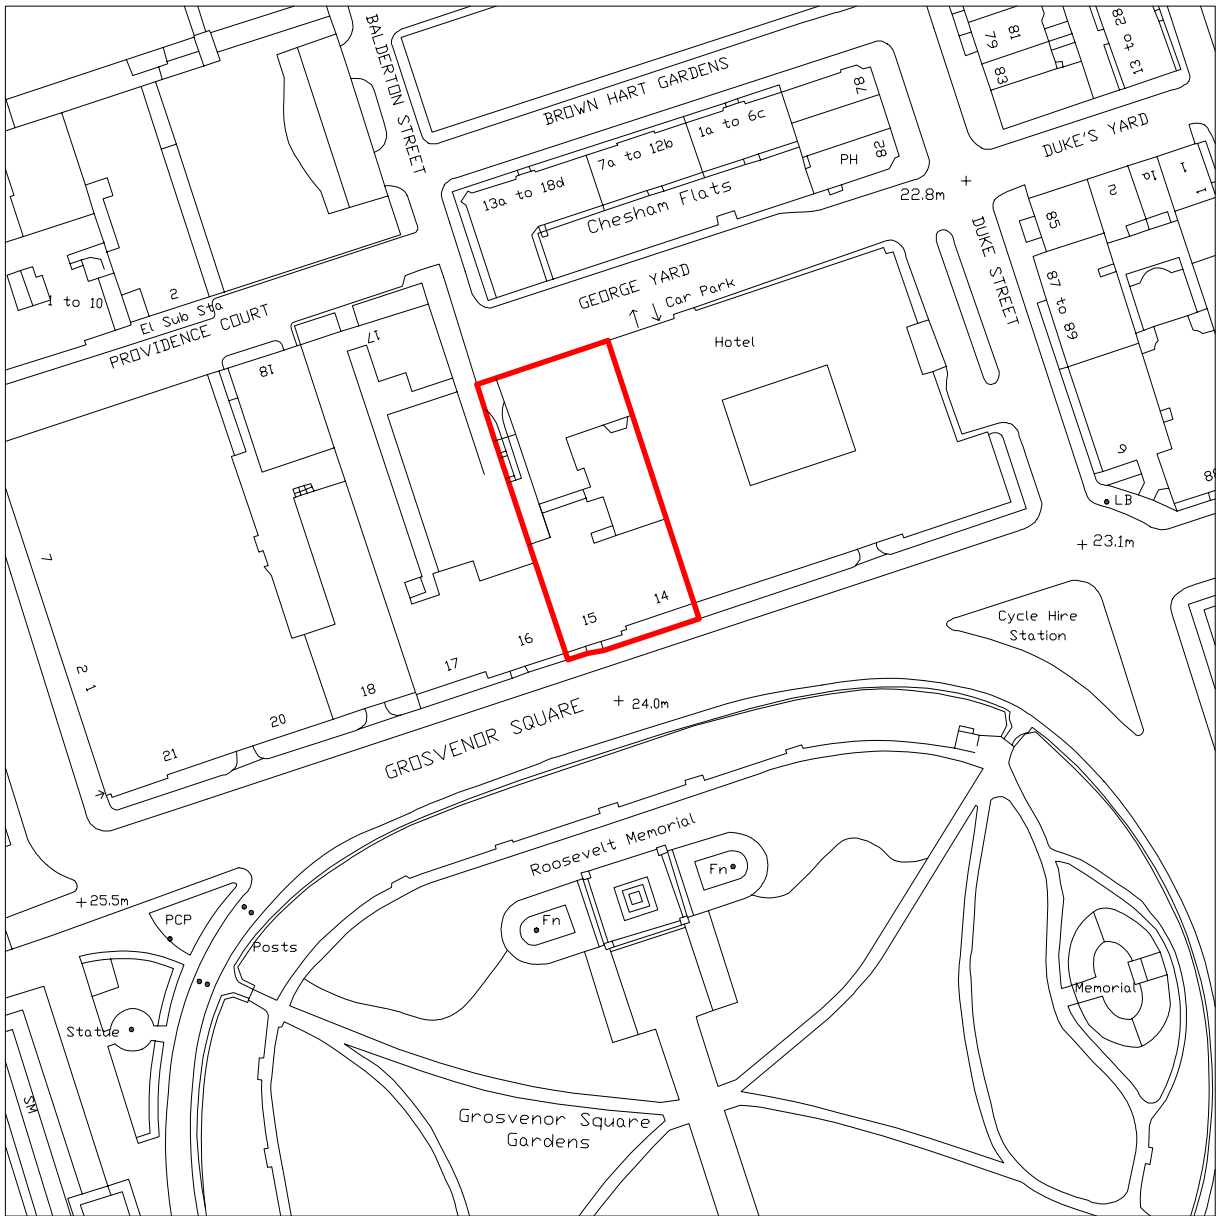 BALDERTON STREET
BROWN HART GARDENS
79
81
83
13 to 28
DUKE'S YARD
78
82
PH
1a to 6c
7a to 12b
13a to 18d
Chesham Flats
22.8m
DUKE STREET
85
2
1a
1
1
87 to 89
1 to 10
2
El Sub Sta
PROVIDENCE COURT
GEORGE YARD
Car Park
Hotel
17
18
9
LB
88
23.1m
7
21
14
15
16
17
18
20
21
Cycle Hire
Station
GROSVENOR SQUARE
24.0m
Roosevelt Memorial
Fn
Fn
25.5m
PCP
Posts
Statue
Memorial
SM
Grosvenor Square
Gardens